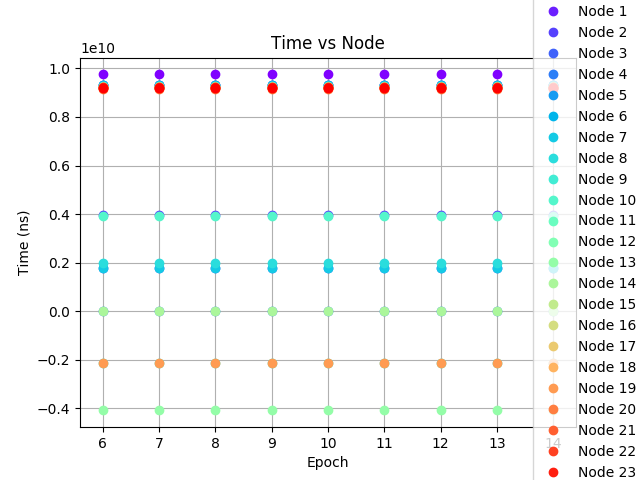 Time vs Node
1e10
1.0
0.8
0.6
0.4
0.2
0.0
−0.2
−0.4
Time (ns)
6 7 8 9 10 11 12 13 14
Epoch
Node 1
Node 2
Node 3
Node 4
Node 5
Node 6
Node 7
Node 8
Node 9
Node 10
Node 11
Node 12
Node 13
Node 14
Node 15
Node 16
Node 17
Node 18
Node 19
Node 20
Node 21
Node 22
Node 23